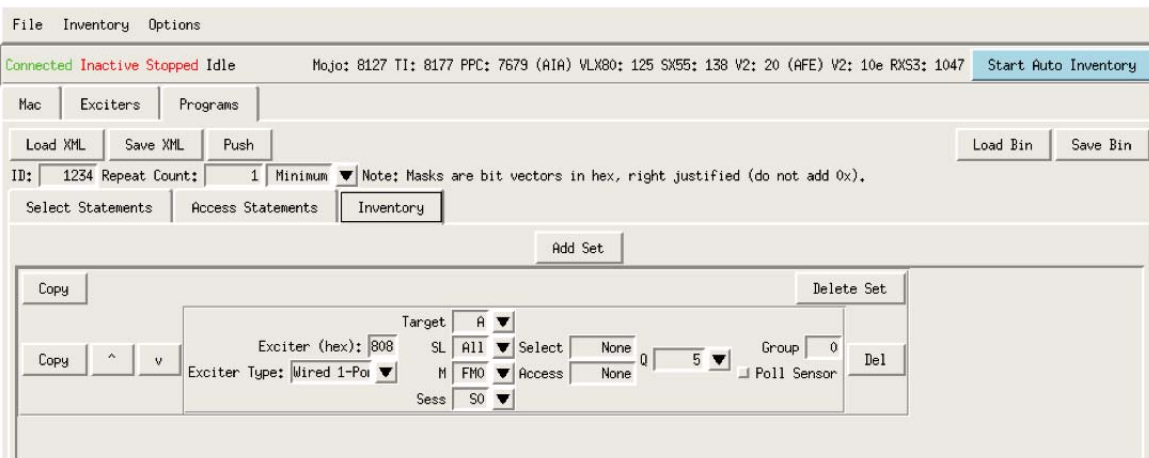 File Inventory Options
Connected Inactive Stopped Idle Mojo: 8127 TI: 8177 PPC: 7679 (AIA) VLX80: 125 SX55: 138 V2: 20 (AFE) V2: 10e RXS3: 1047 Start Auto Inventory
Mac Exciters Programs
Load XML Save XML Push Load Bin Save Bin
ID: 1234 Repeat Count: 1 Minimum Note: Masks are bit vectors in hex, right justified (do not add 0x).
Select Statements Access Statements Inventory
Add Set
Copy Delete Set
Target A
Exciter (hex): 808 SL All Select None Group 0
Copy ^ v Q 5 Del
Exciter Type: Wired 1-Por M FM0 Access None Poll Sensor
Sess S0